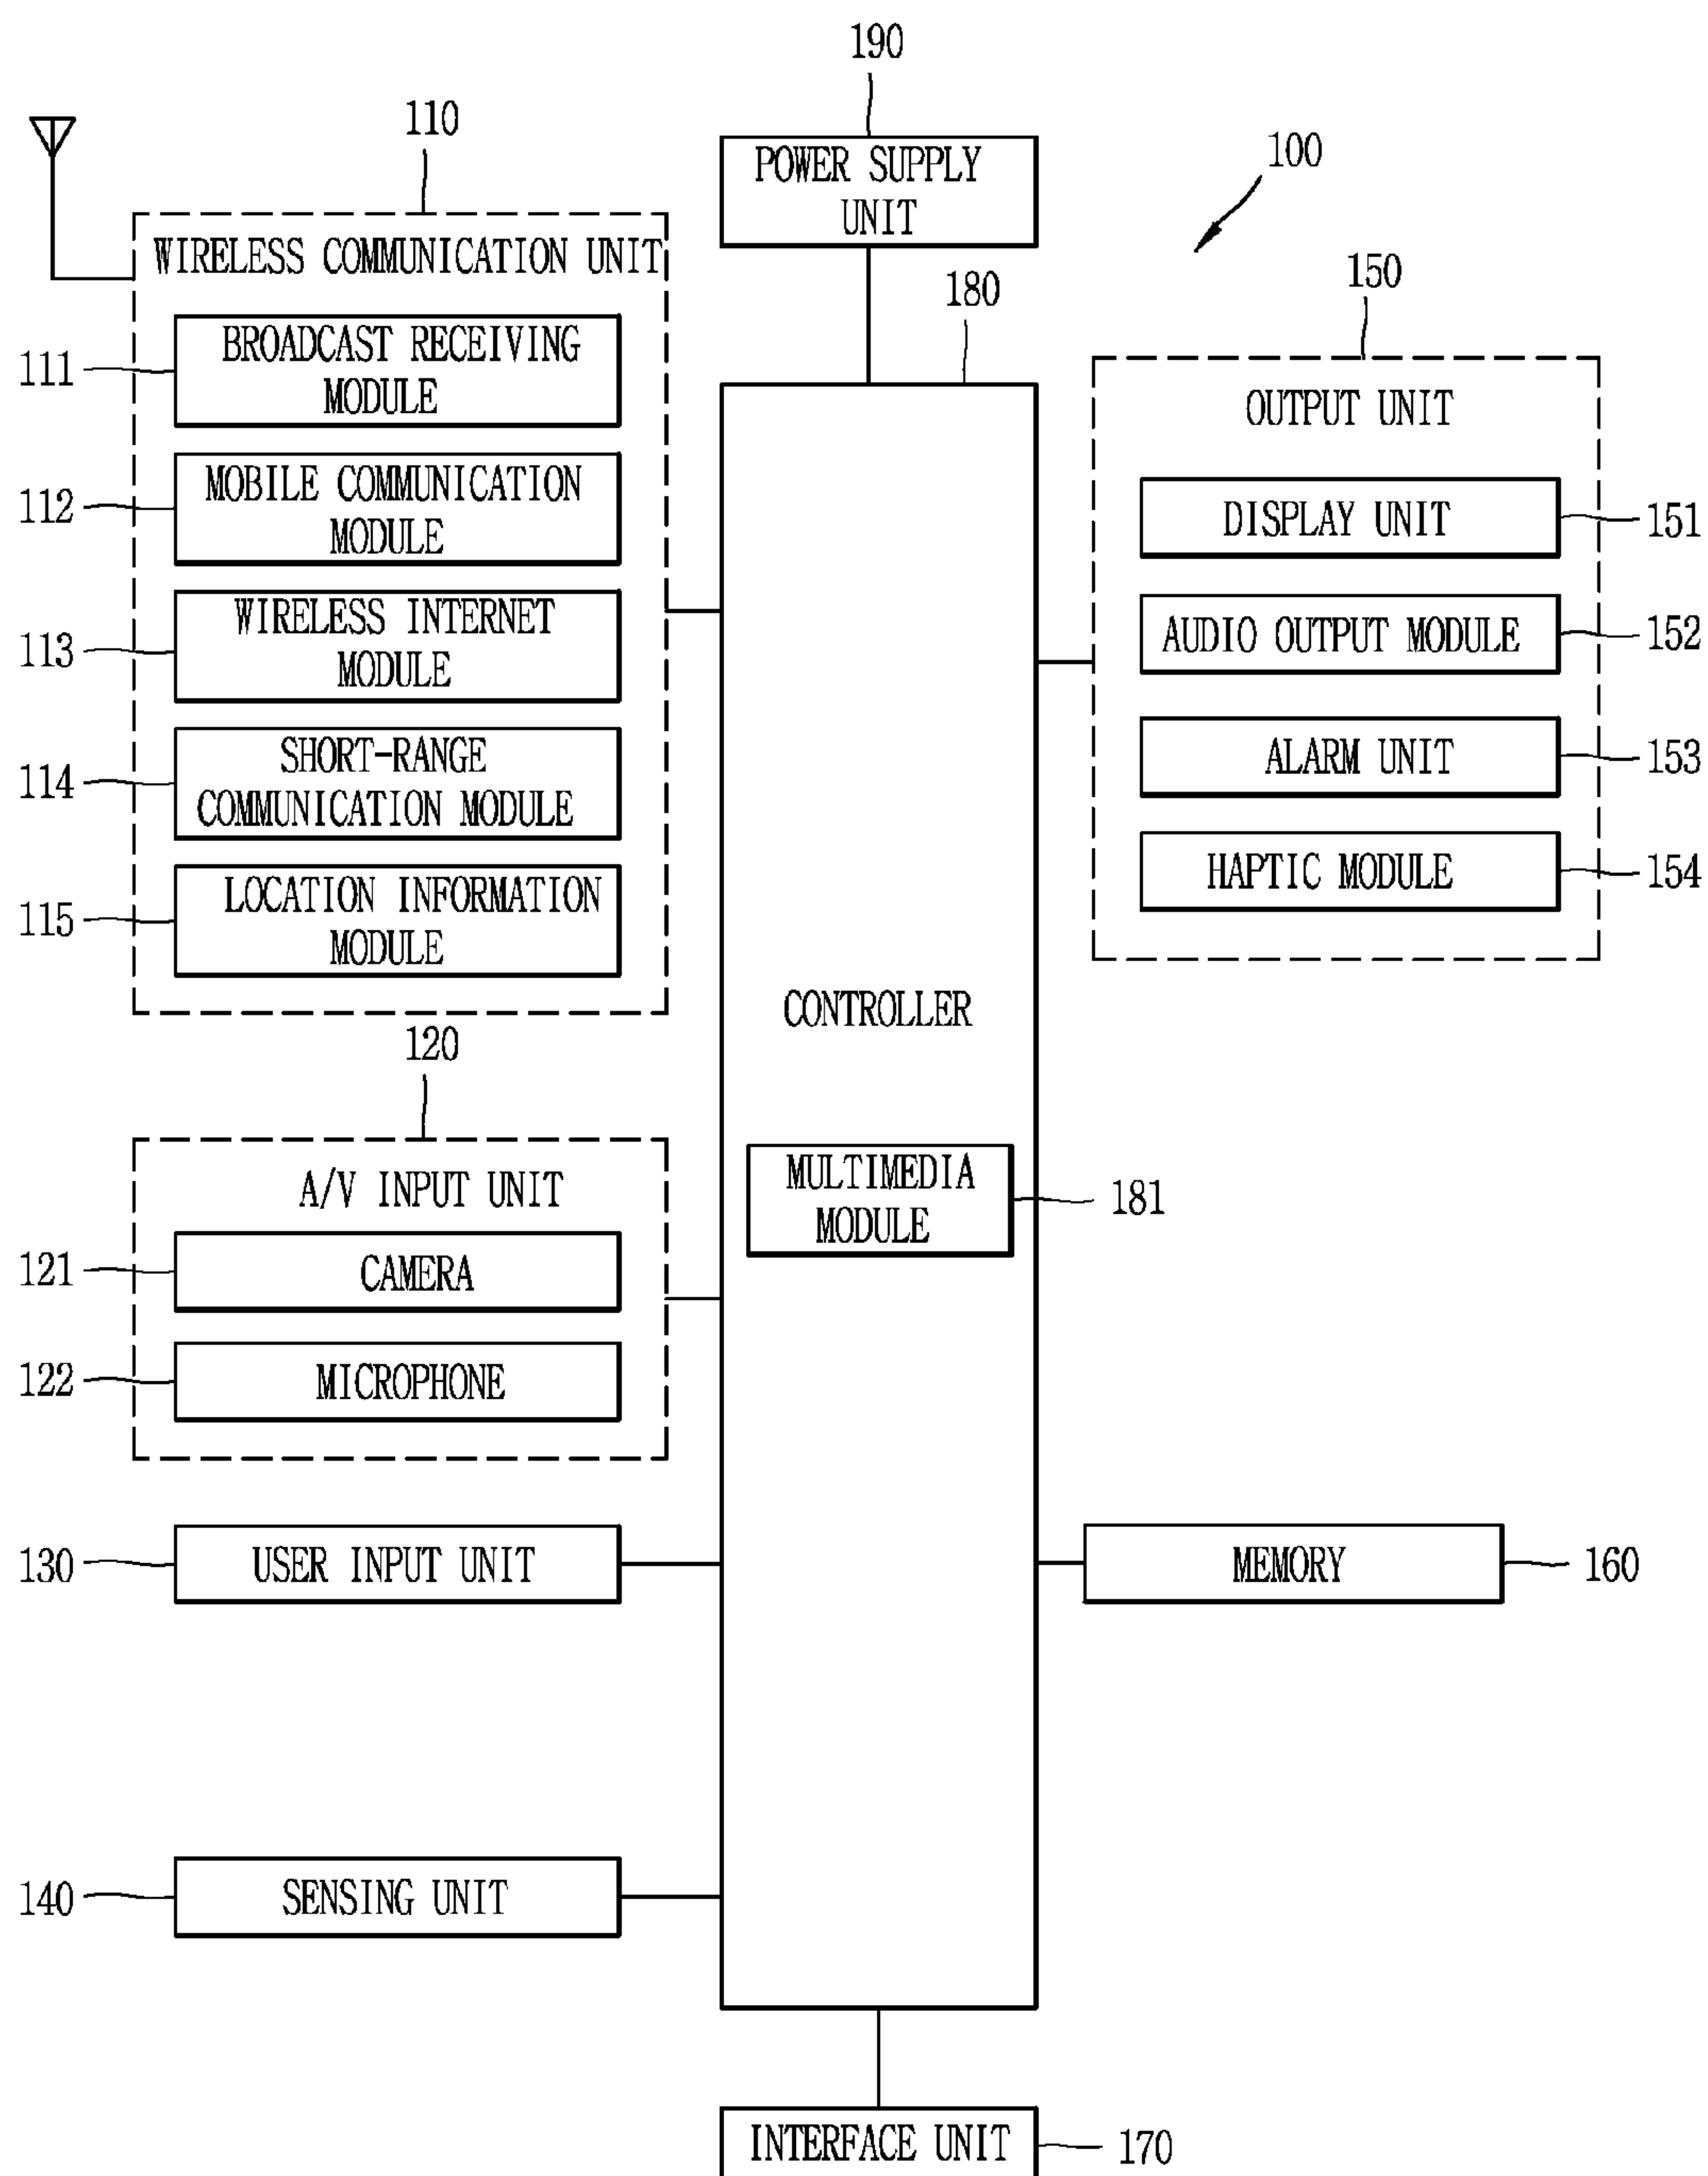 190
110
100
POWER SUPPLY
UNIT
WIRELESS COMMUNICATION UNIT
180
150
111
BROADCAST RECEIVING
MODULE
OUTPUT UNIT
112
MOBILE COMMUNICATION
MODULE
DISPLAY UNIT
151
113
WIRELESS INTERNET
MODULE
AUDIO OUTPUT MODULE
152
114
SHORT-RANGE
COMMUNICATION MODULE
ALARM UNIT
153
115
LOCATION INFORMATION
MODULE
HAPTIC MODULE
154
CONTROLLER
120
A/V INPUT UNIT
MULTIMEDIA
MODULE
181
121
CAMERA
122
MICROPHONE
130
USER INPUT UNIT
MEMORY
160
140
SENSING UNIT
INTERFACE UNIT
170